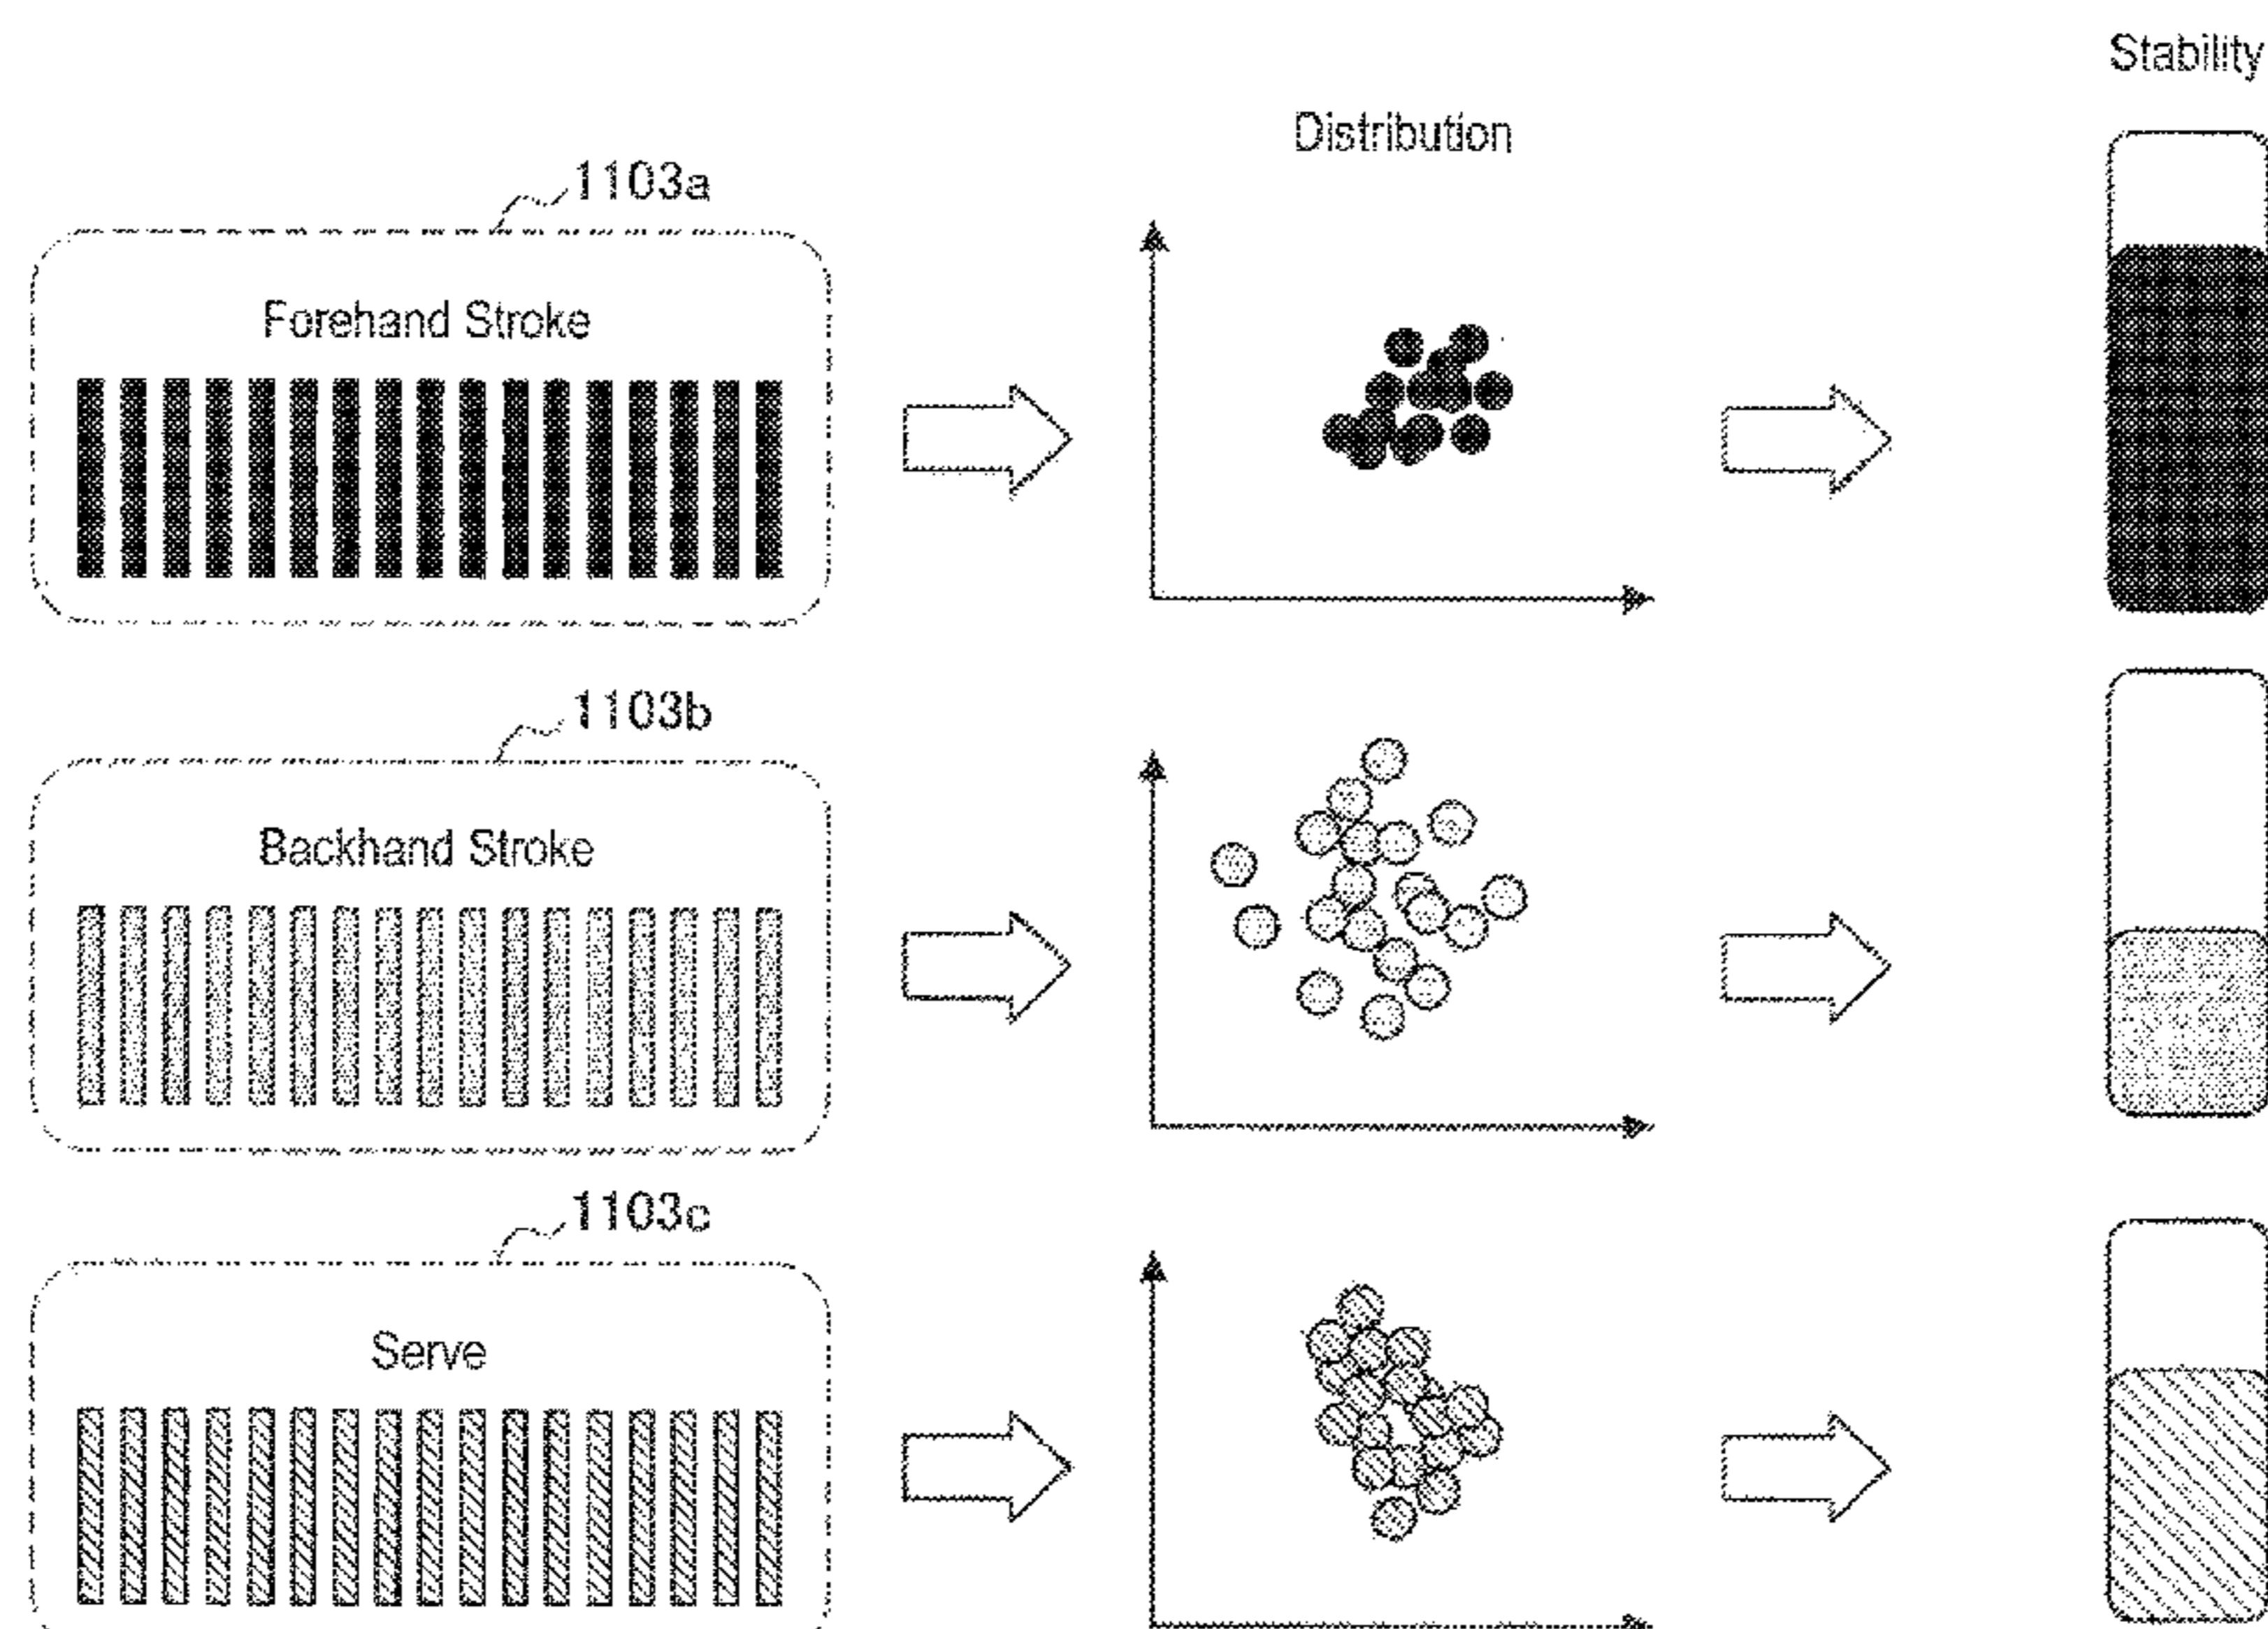 Stability
Distribution
1103a
Forehand Stroke
1103b
Backhand Stroke
1103c
Serve